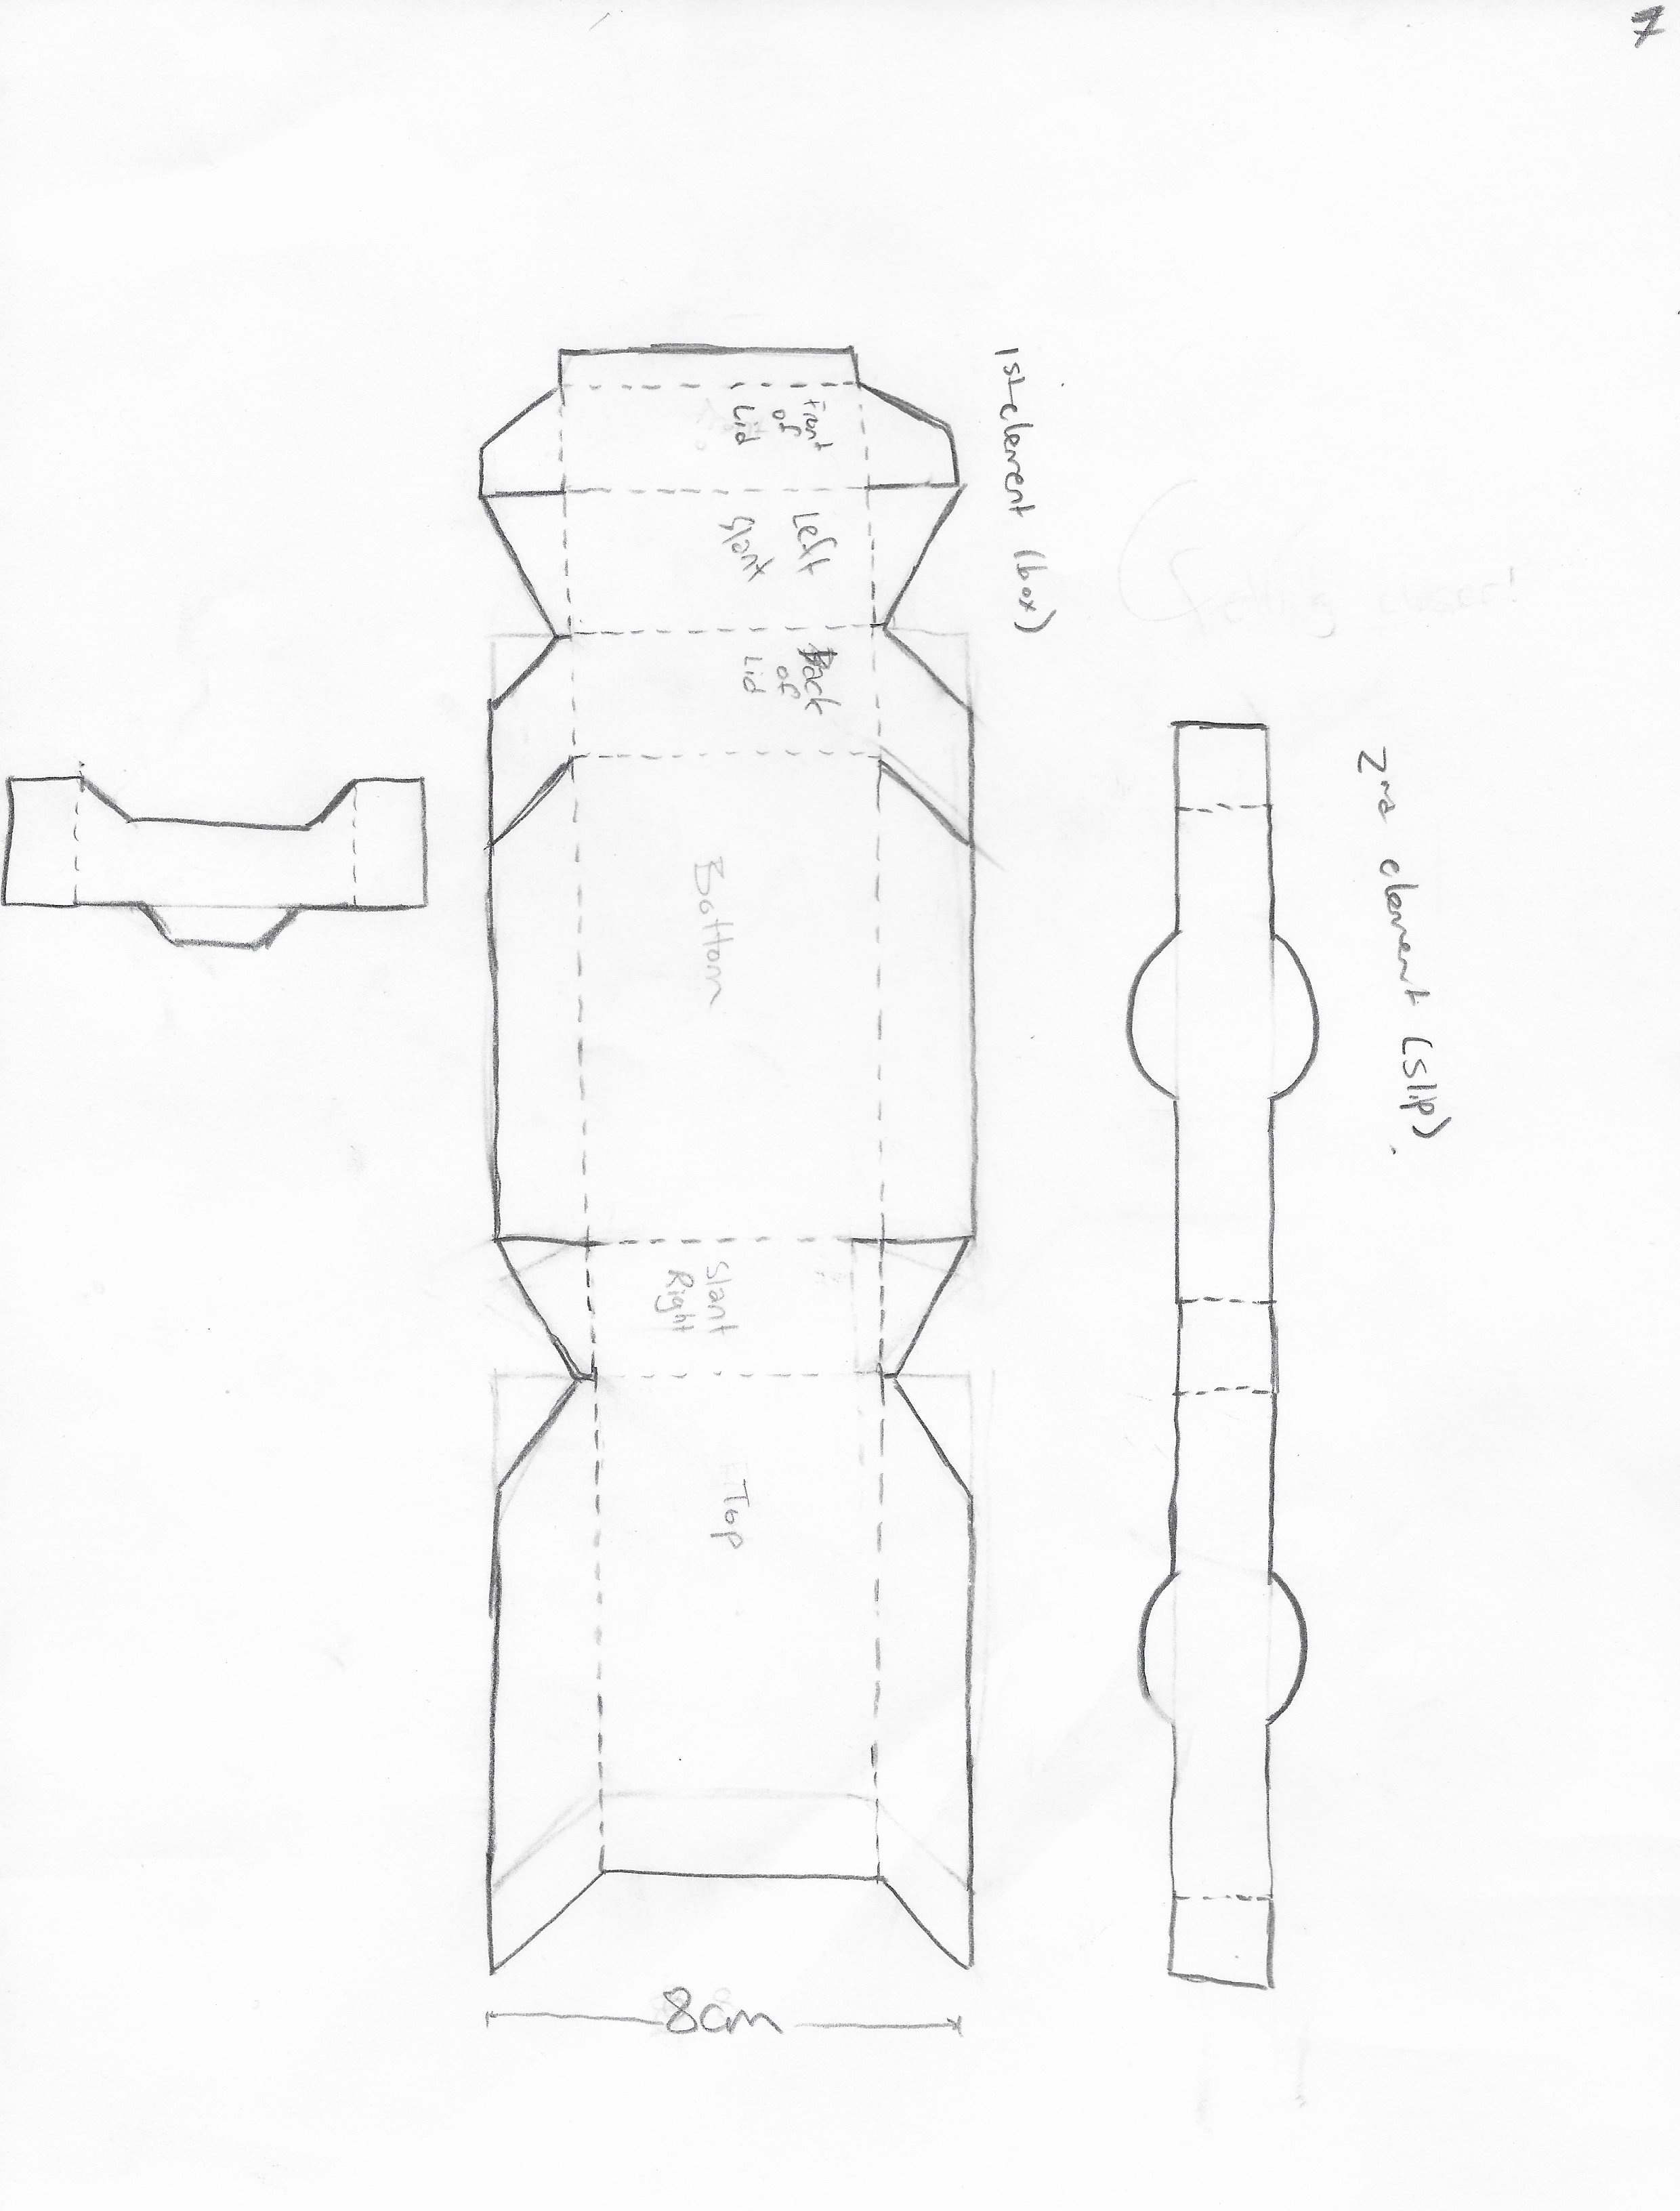 7
1st element (box)
Front
of
Lid
Left
Slant
Back
of
Lid
closer!
2nd element (slip)
Bottom
Slant
Right
Top
8cm